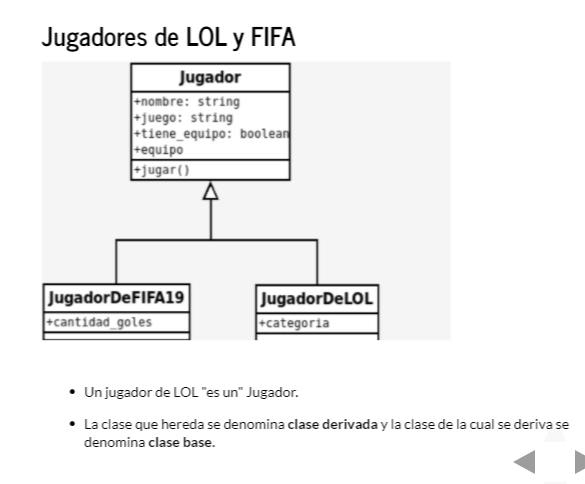 Jugadores de LOL y FIFA
Jugador
+nombre: string
+juego: string
+tiene_equipo: boolean
+equipo
+jugar()
JugadorDeFIFA19
JugadorDeLOL
+cantidad_goles
+categoria
Un jugador de LOL "es un" Jugador.
La clase que hereda se denomina clase derivada y la clase de la cual se deriva se
denomina clase base.